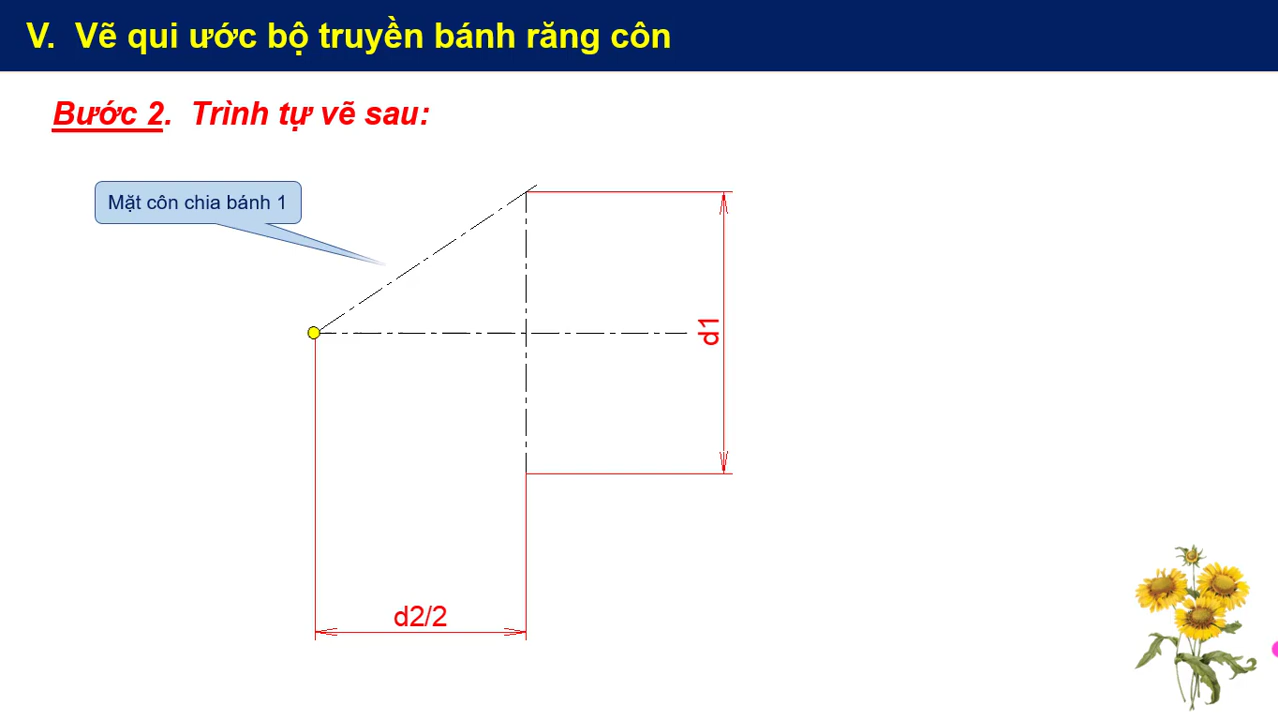 V. Vẽ qui ước bộ truyền bánh răng côn
Bước 2. Trình tự vẽ sau:
Mặt côn chia bánh 1
d1
d2/2